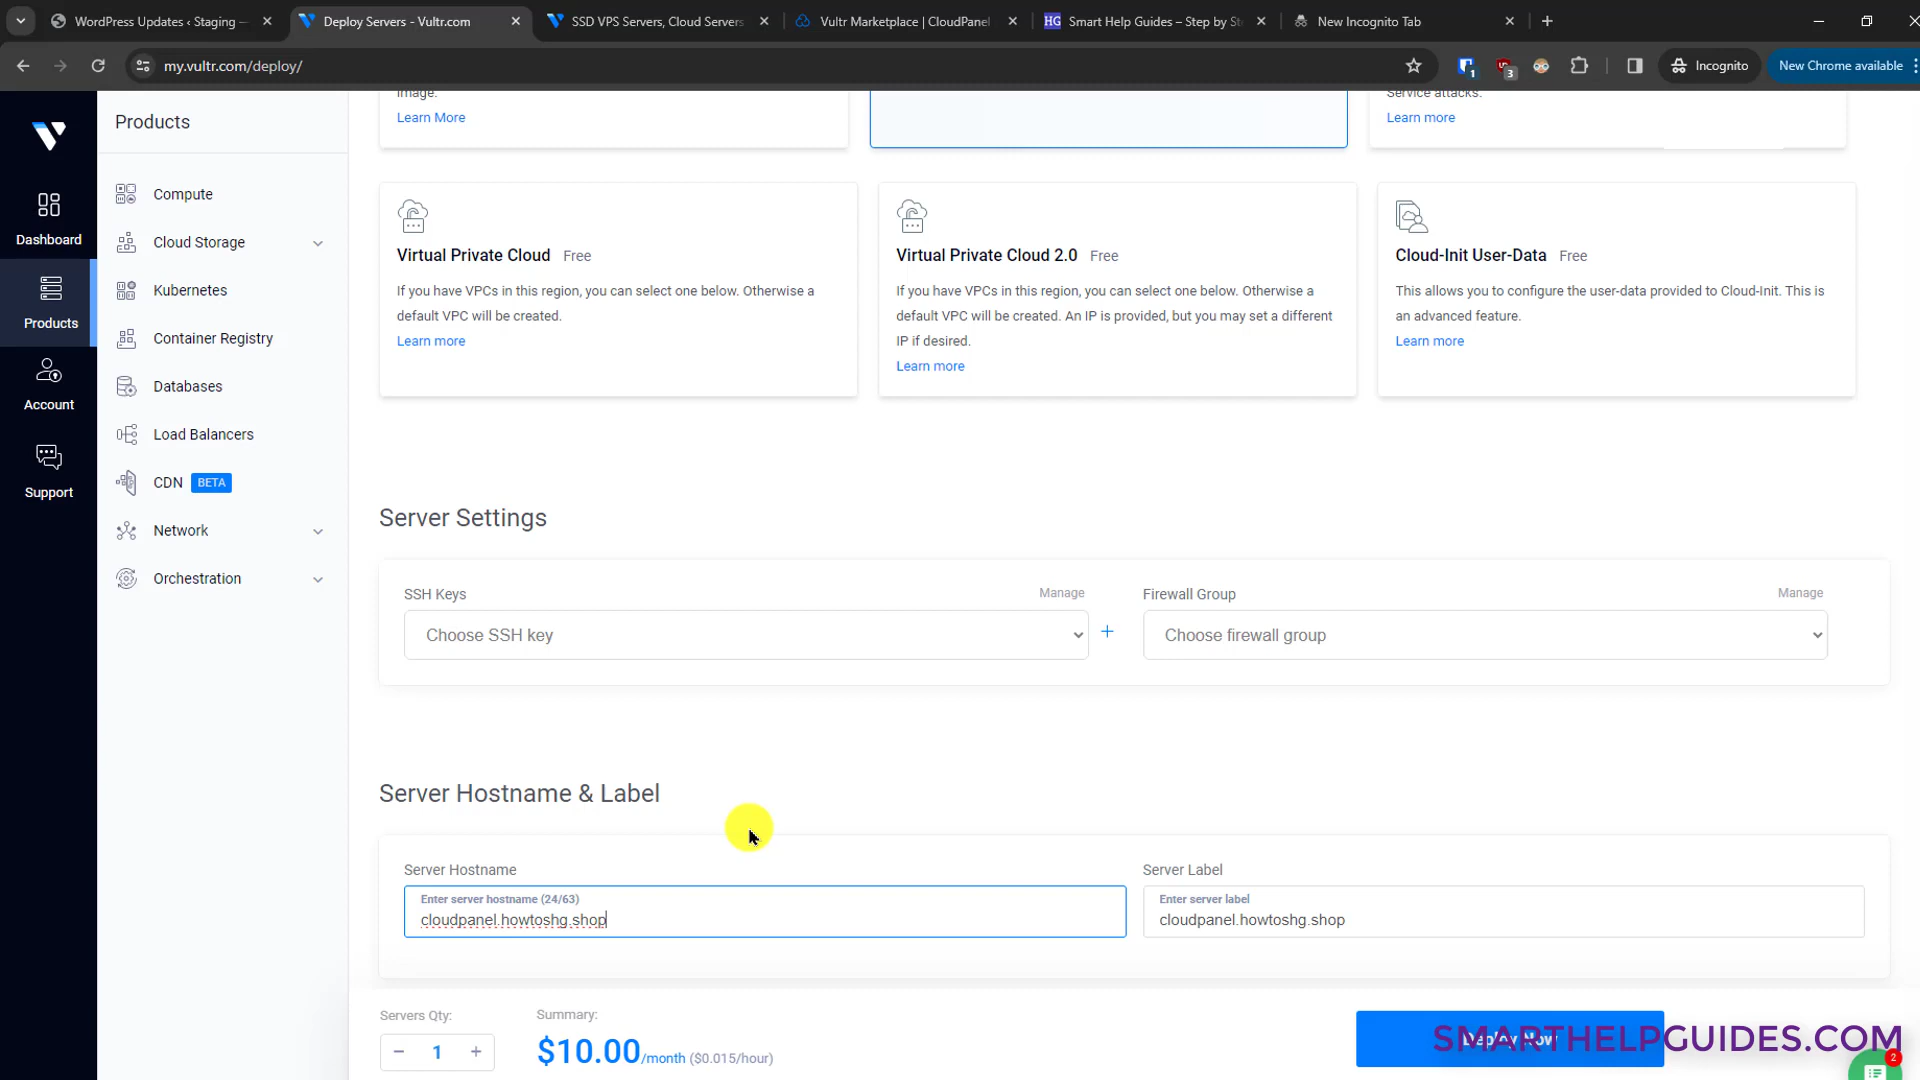 WordPress Updates ‹ Staging —
Deploy Servers - Vultr.com
SSD VPS Servers, Cloud Servers
Vultr Marketplace | CloudPanel
HG
Smart Help Guides – Step by St
New Incognito Tab
my.vultr.com/deploy/
1
3
Incognito
New Chrome available
Dashboard
Products
Account
Support
Products
Compute
Cloud Storage
Kubernetes
Container Registry
Databases
Load Balancers
CDN BETA
Network
Orchestration
image.
Learn More
Service attacks.
Learn more
Virtual Private Cloud Free
If you have VPCs in this region, you can select one below. Otherwise a
default VPC will be created.
Learn more
Virtual Private Cloud 2.0 Free
If you have VPCs in this region, you can select one below. Otherwise a
default VPC will be created. An IP is provided, but you may set a different
IP if desired.
Learn more
Cloud-Init User-Data Free
This allows you to configure the user-data provided to Cloud-Init. This is
an advanced feature.
Learn more
Server Settings
SSH Keys
Manage
Choose SSH key
Firewall Group
Manage
Choose firewall group
Server Hostname & Label
Server Hostname
Enter server hostname (24/63)
cloudpanel.howtoshg.shop
Server Label
Enter server label
cloudpanel.howtoshg.shop
Servers Qty:
1
Summary:
$10.00/month ($0.015/hour)
Deploy Now
SMARTHELPGUIDES.COM
2